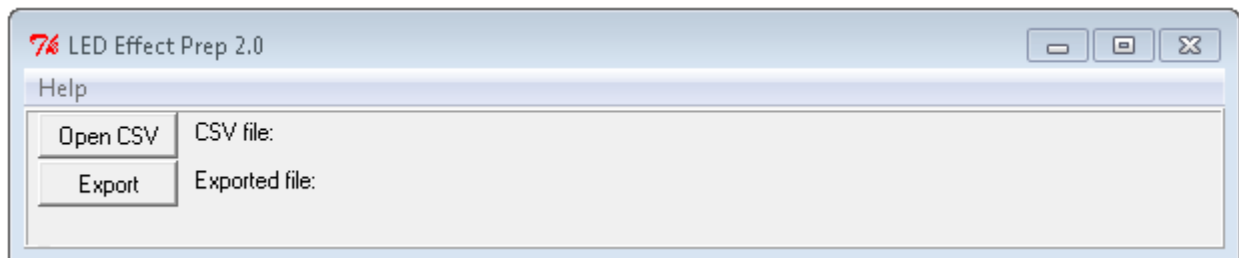 LED Effect Prep 2.0
Help
Open CSV CSV file:
Export Exported file: